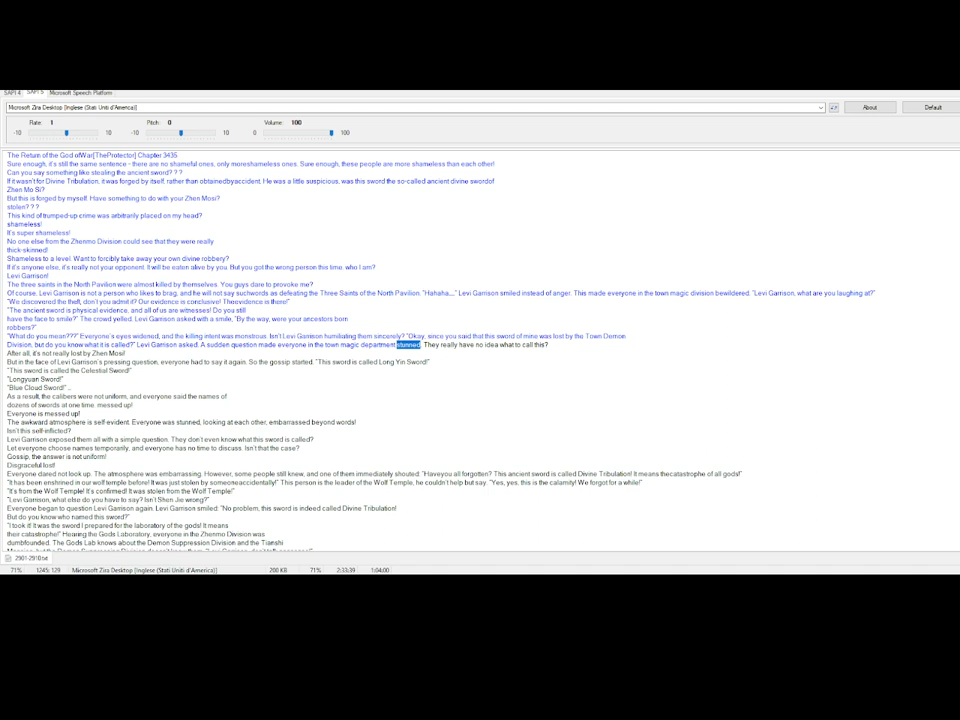 SAPI 4 SAPI 5 Microsoft Speech Platform
Microsoft Zira Desktop [Inglese (Stati Uniti d'America)] About Default
Rate: 1 Pitch: 0 Volume: 100
-10 10 -10 10 0 100
The Return of the God ofWar[TheProtector] Chapter 3435
Sure enough, it's still the same sentence - there are no shameful ones, only moreshameless ones. Sure enough, these people are more shameless than each other!
Can you say something like stealing the ancient sword? ? ?
If it wasn't for Divine Tribulation, it was forged by itself, rather than obtainedbyaccident. He was a little suspicious, was this sword the so-called ancient divine swordof
Zhen Mo Si?
But this is forged by myself. Have something to do with your Zhen Mosi?
stolen? ? ?
This kind of trumped-up crime was arbitrarily placed on my head?
shameless!
It's super shameless!
No one else from the Zhenmo Division could see that they were really
thick-skinned!
Shameless to a level. Want to forcibly take away your own divine robbery?
If it's anyone else, it's really not your opponent. It will be eaten alive by you. But you got the wrong person this time. who I am?
Levi Garrison!
The three saints in the North Pavilion were almost killed by themselves. You guys dare to provoke me?
Of course, Levi Garrison is not a person who likes to brag, and he will not say suchwords as defeating the Three Saints of the North Pavilion. "Hahaha...." Levi Garrison smiled instead of anger. This made everyone in the town magic division bewildered. "Levi Garrison, what are you laughing at?"
"We discovered the theft, don't you admit it? Our evidence is conclusive! Theevidence is there!"
"The ancient sword is physical evidence, and all of us are witnesses! Do you still
have the face to smile?" The crowd yelled. Levi Garrison asked with a smile, "By the way, were your ancestors born
robbers?"
"What do you mean???" Everyone's eyes widened, and the killing intent was monstrous. Isn't Levi Garrison humiliating them sincerely? "Okay, since you said that this sword of mine was lost by the Town Demon
Division, but do you know what it is called?" Levi Garrison asked. A sudden question made everyone in the town magic department stunned. They really have no idea what to call this?
After all, it's not really lost by Zhen Mosi!
But in the face of Levi Garrison's pressing question, everyone had to say it again. So the gossip started. "This sword is called Long Yin Sword!"
"This sword is called the Celestial Sword!"
"Longyuan Sword!"
"Blue Cloud Sword!"...
As a result, the calibers were not uniform, and everyone said the names of
dozens of swords at one time. messed up!
Everyone is messed up!
The awkward atmosphere is self-evident. Everyone was stunned, looking at each other, embarrassed beyond words!
Isn't this self-inflicted?
Levi Garrison exposed them all with a simple question. They don't even know what this sword is called?
Let everyone choose names temporarily, and everyone has no time to discuss. Isn't that the case?
Gossip, the answer is not uniform!
Disgraceful lost!
Everyone dared not look up. The atmosphere was embarrassing. However, some people still knew, and one of them immediately shouted: "Haveyou all forgotten? This ancient sword is called Divine Tribulation! It means thecatastrophe of all gods!"
"It has been enshrined in our wolf temple before! It was just stolen by someoneaccidentally!" This person is the leader of the Wolf Temple, he couldn't help but say. "Yes, yes, this is the calamity! We forgot for a while!"
"It's from the Wolf Temple! It's confirmed! It was stolen from the Wolf Temple!"
"Levi Garrison, what else do you have to say? Isn't Shen Jie wrong?"
Everyone began to question Levi Garrison again. Levi Garrison smiled: "No problem, this sword is indeed called Divine Tribulation!
But do you know who named this sword?"
"I took it! It was the sword I prepared for the laboratory of the gods! It means
their catastrophe!" Hearing the Gods Laboratory, everyone in the Zhenmo Division was
dumbfounded. The Gods Lab knows about the Demon Suppression Division and the Tianshi
2901-2910.txt
71% 1245: 129 Microsoft Zira Desktop [Inglese (Stati Uniti d'America)] 200 KB 71% 2:33:39 1:04:00